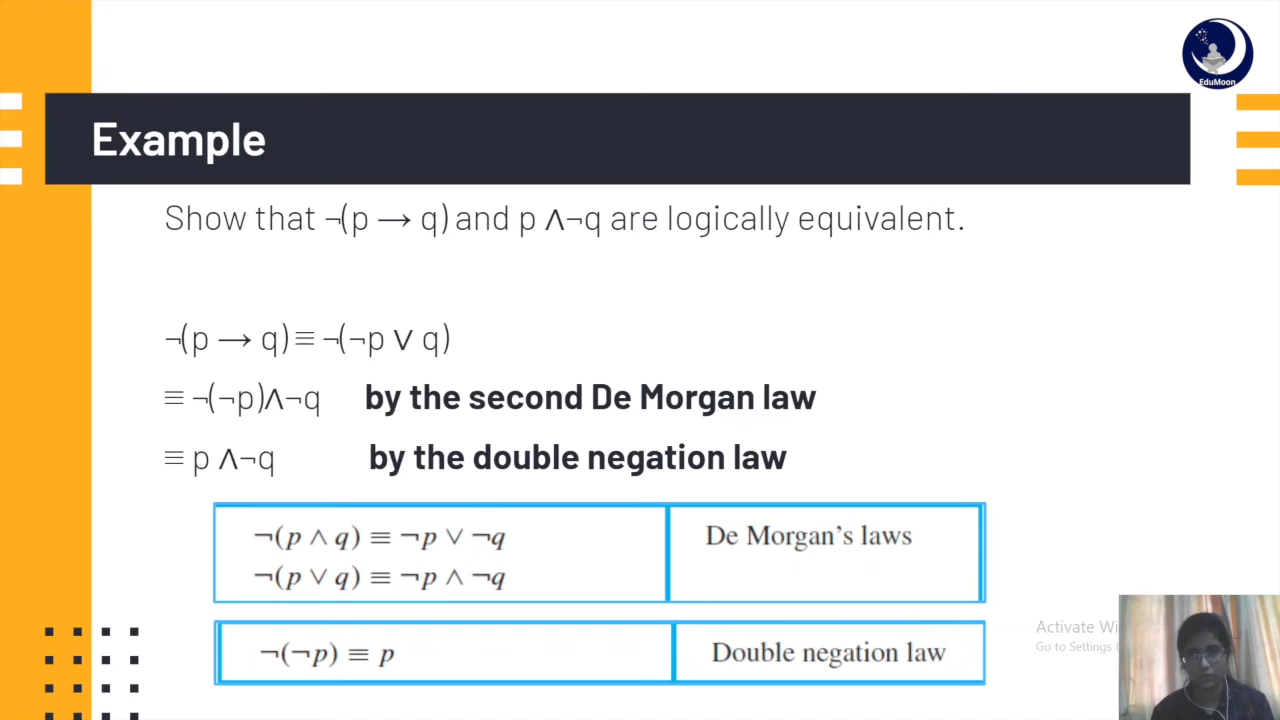 EduMoon
Example
Show that ¬(p → q) and p ∧¬q are logically equivalent.
¬(p → q)≡ ¬(¬p ∨ q)
≡ ¬(¬p)∧¬q by the second De Morgan law
≡ p ∧¬q by the double negation law
¬(p ∧ q) ≡ ¬p ∨ ¬q De Morgan's laws
¬(p ∨ q) ≡ ¬p ∧ ¬q
¬(¬p) ≡ p Double negation law
Activate Wi
Go to Settings t